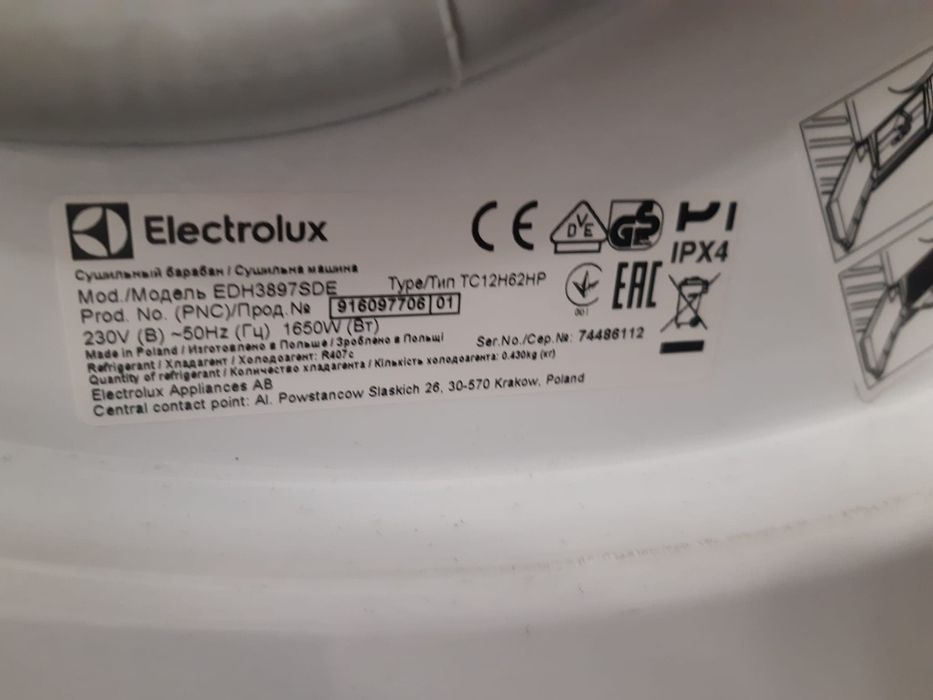 Electrolux
CE
DVE
GS
IPX4
Сушильный барабан / Сушильна машина
Mod./Модель EDH3897SDE
Type/Тип TC12H62HP
Prod. No. (PNC)/Прод.№ 916097706 01
230V (В) ~50Hz (Гц) 1650W (Вт)
001
EAC
Made in Poland / Изготовлено в Польше / Зроблено в Польщі
Ser.No./Сер.№: 74486112
Refrigerant / Хладагент / Холодоагент: R407c
Quantity of refrigerant / Количество хладагента / Кількість холодоагента: 0.430kg (кг)
Electrolux Appliances AB
Central contact point: Al. Powstancow Slaskich 26, 30-570 Krakow, Poland